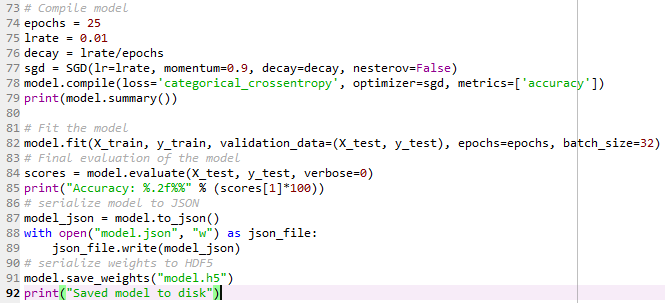 73 # Compile model
74 epochs = 25
75 lrate = 0.01
76 decay = lrate/epochs
77 sgd = SGD(lr=lrate, momentum=0.9, decay=decay, nesterov=False)
78 model.compile(loss='categorical_crossentropy', optimizer=sgd, metrics=['accuracy'])
79 print(model.summary())
80
81 # Fit the model
82 model.fit(X_train, y_train, validation_data=(X_test, y_test), epochs=epochs, batch_size=32)
83 # Final evaluation of the model
84 scores = model.evaluate(X_test, y_test, verbose=0)
85 print("Accuracy: %.2f%%" % (scores[1]*100))
86 # serialize model to JSON
87 model_json = model.to_json()
88 with open("model.json", "w") as json_file:
89     json_file.write(model_json)
90 # serialize weights to HDF5
91 model.save_weights("model.h5")
92 print("Saved model to disk")